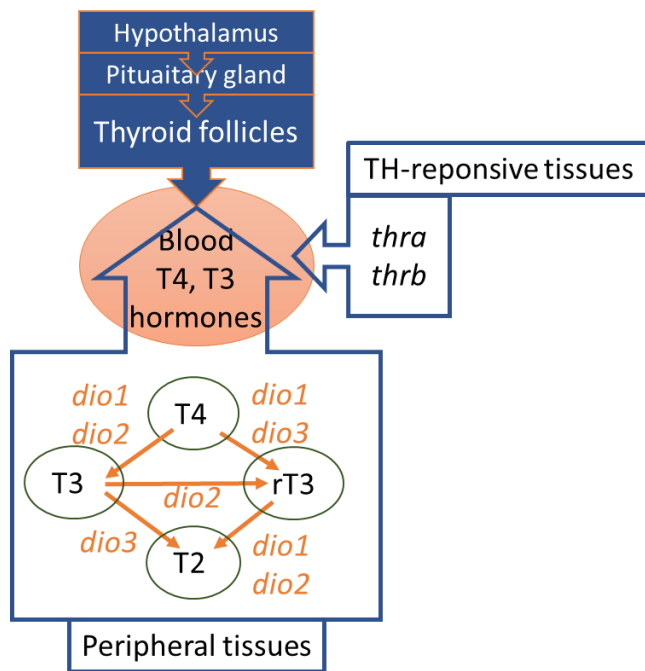 Hypothalamus
Pituaitary gland
Thyroid follicles
TH-reponsive tissues
thra
thrb
Blood
T4, T3
hormones
dio1
dio2
T4
dio1
dio3
T3
dio2
rT3
dio3
T2
dio1
dio2
Peripheral tissues